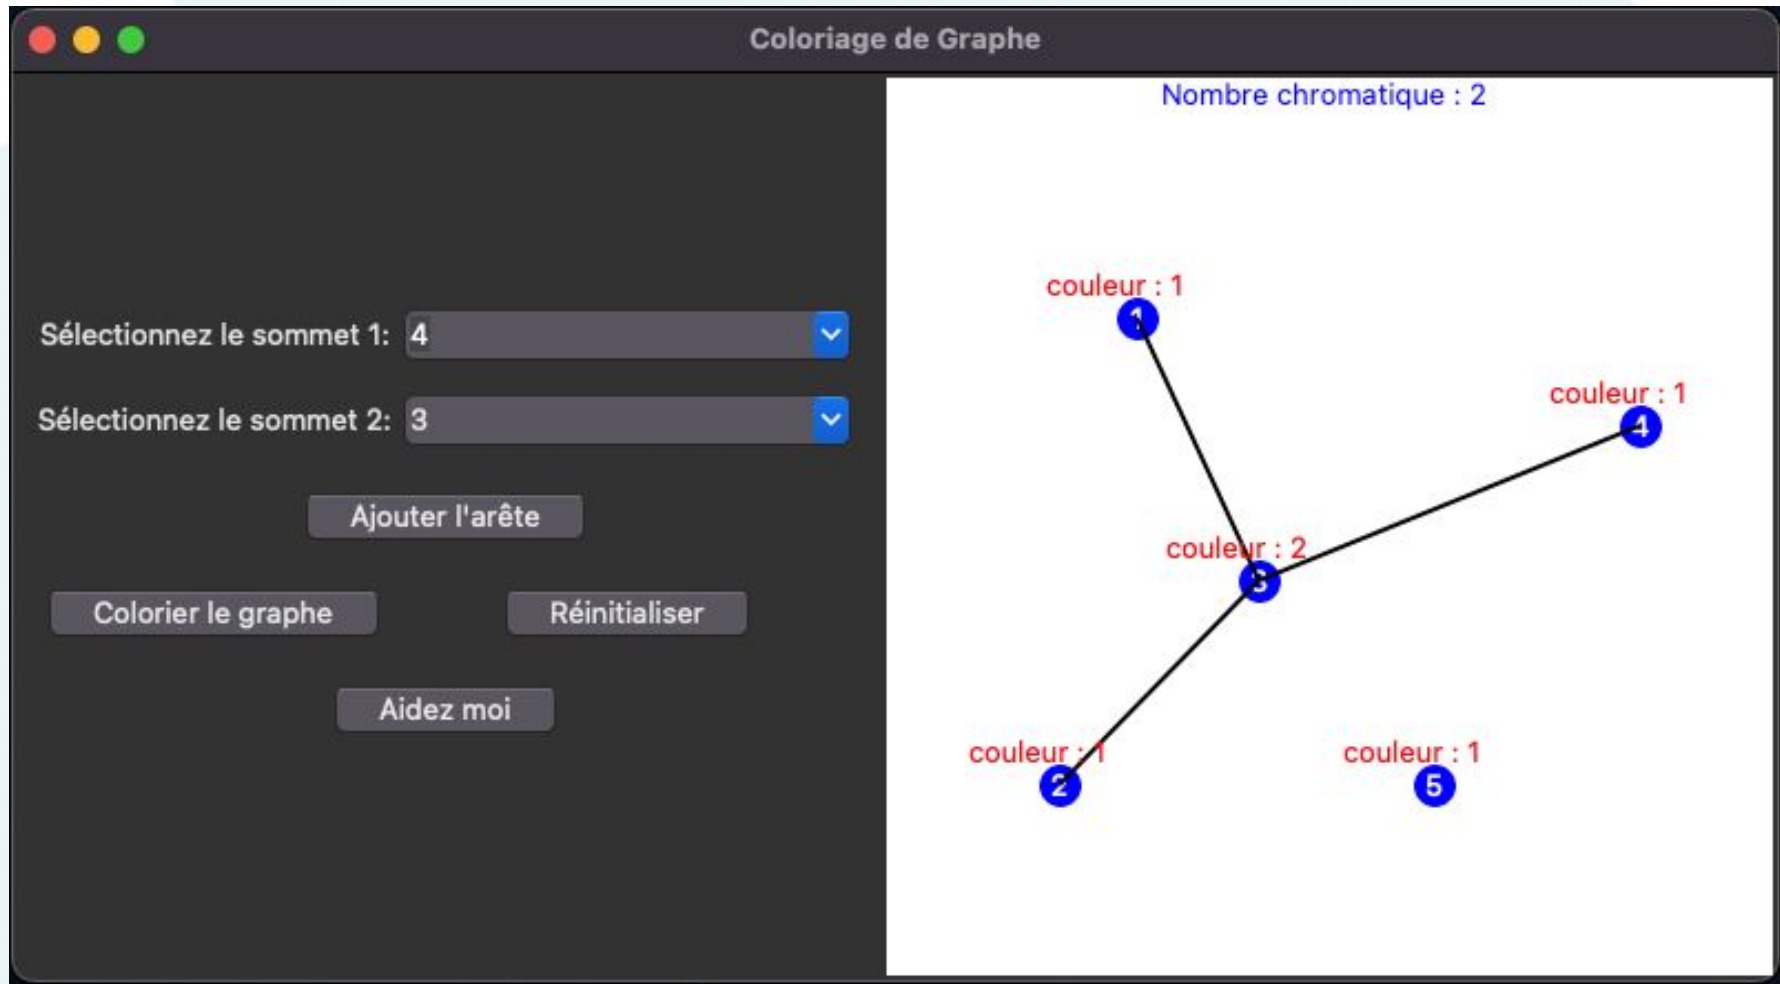 Coloriage de Graphe
Sélectionnez le sommet 1: 4
Sélectionnez le sommet 2: 3
Ajouter l'arête
Colorier le graphe
Réinitialiser
Aidez moi
Nombre chromatique : 2
couleur : 1
1
couleur : 1
4
couleur : 2
3
couleur : 1
2
couleur : 1
5